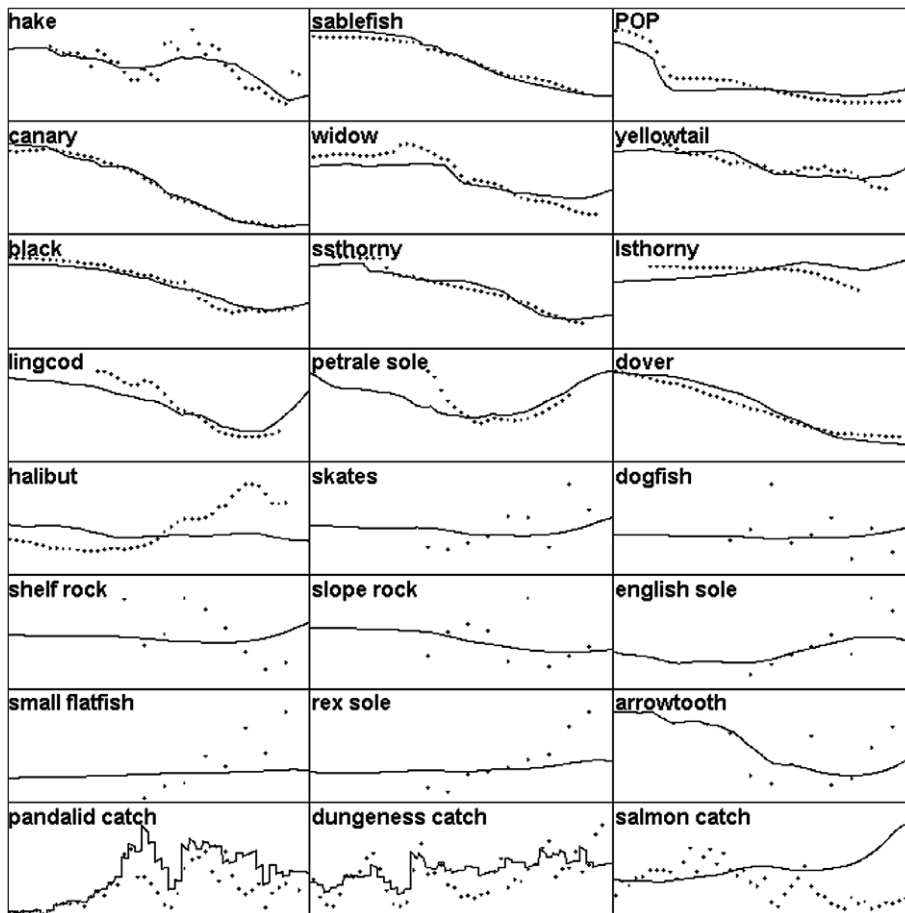 hake
sablefish
POP
canary
widow
yellowtail
black
ssthorny
lsthorny
lingcod
petrale sole
dover
halibut
skates
dogfish
shelf rock
slope rock
english sole
small flatfish
rex sole
arrowtooth
pandalid catch
dungeness catch
salmon catch